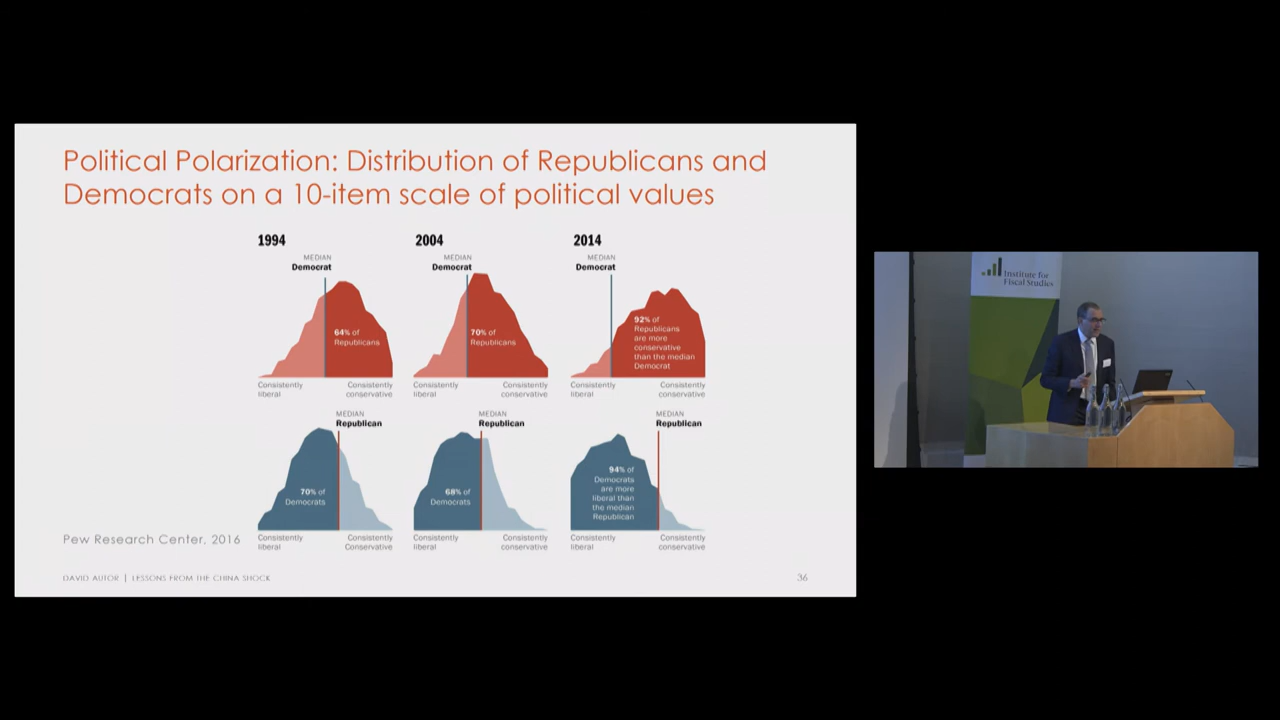 Political Polarization: Distribution of Republicans and
Democrats on a 10-item scale of political values
1994
2004
2014
MEDIAN
Democrat
MEDIAN
Democrat
MEDIAN
Democrat
64% of
Republicans
70% of
Republicans
92% of
Republicans
are more
conservative
than the median
Democrat
Consistently
liberal
Consistently
conservative
Consistently
liberal
Consistently
conservative
Consistently
liberal
Consistently
conservative
MEDIAN
Republican
MEDIAN
Republican
MEDIAN
Republican
70% of
Democrats
68% of
Democrats
94% of
Democrats
are more
liberal than
the median
Republican
Consistently
liberal
Consistently
Conservative
Consistently
liberal
Consistently
conservative
Consistently
liberal
Consistently
conservative
Pew Research Center, 2016
DAVID AUTOR | LESSONS FROM THE CHINA SHOCK
36
Institute for
Fiscal Studies